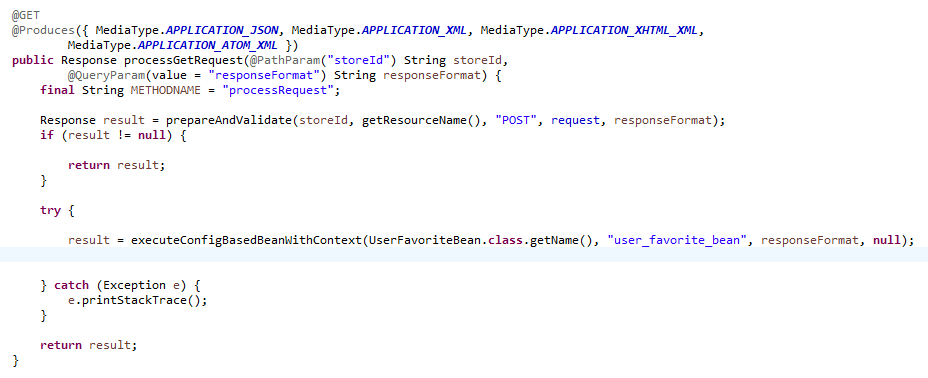 @GET
@Produces({ MediaType.APPLICATION_JSON, MediaType.APPLICATION_XML, MediaType.APPLICATION_XHTML_XML,
MediaType.APPLICATION_ATOM_XML })
public Response processGetRequest(@PathParam("storeId") String storeId,
@QueryParam(value = "responseFormat") String responseFormat) {
final String METHODNAME = "processRequest";
Response result = prepareAndValidate(storeId, getResourceName(), "POST", request, responseFormat);
if (result != null) {
return result;
}
try {
result = executeConfigBasedBeanWithContext(UserFavoriteBean.class.getName(), "user_favorite_bean", responseFormat, null);
} catch (Exception e) {
e.printStackTrace();
}
return result;
}